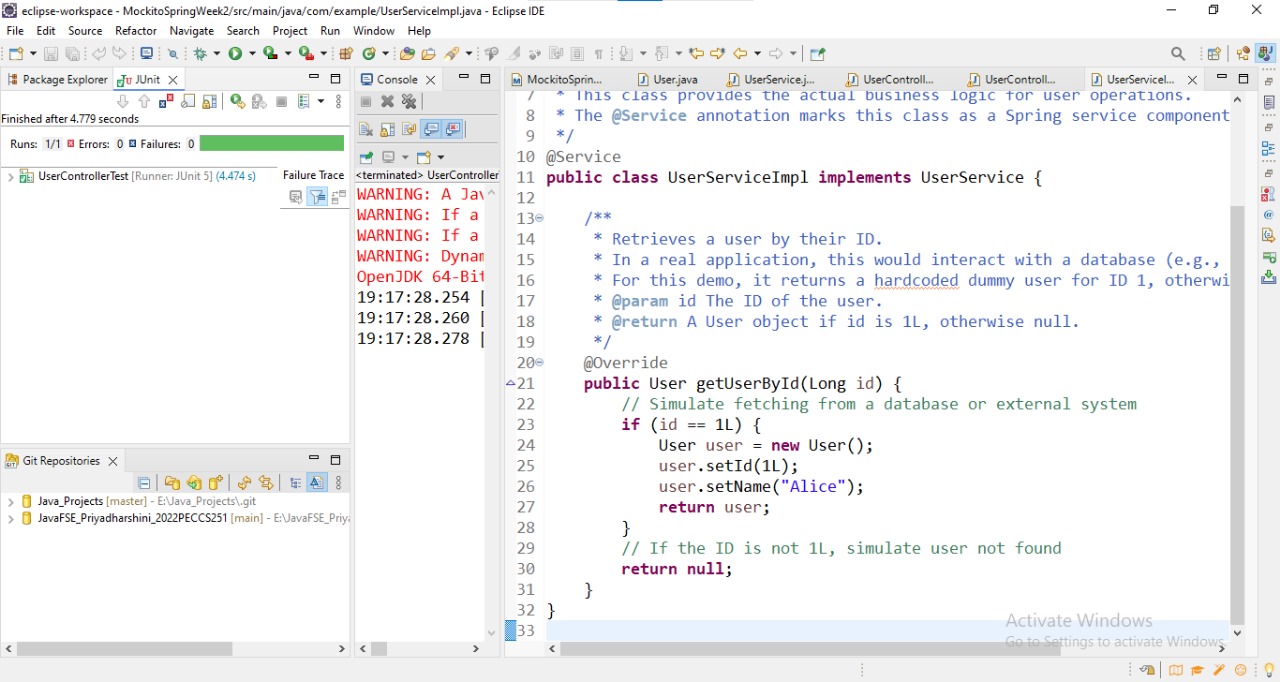 eclipse-workspace - MockitoSpringWeek2/src/main/java/com/example/UserServiceImpl.java - Eclipse IDE
File Edit Source Refactor Navigate Search Project Run Window Help
Package Explorer JUnit
Finished after 4.779 seconds
Runs: 1/1 Errors: 0 Failures: 0
UserControllerTest [Runner: JUnit 5] (4.474 s)
Failure Trace
Git Repositories
Java_Projects [master] - E:\Java_Projects\.git
JavaFSE_Priyadharshini_2022PECCS251 [main] - E:\JavaFSE_Priya
Console
<terminated> UserController
WARNING: A Jav
WARNING: If a
WARNING: If a
WARNING: Dynam
OpenJDK 64-Bit
19:17:28.254 [
19:17:28.260 [
19:17:28.278 [
MockitoSprin... User.java UserService.j... UserControll... UserControll... UserServiceI...
7 * This class provides the actual business logic for user operations.
8 * The @Service annotation marks this class as a Spring service component
9 */
10 @Service
11 public class UserServiceImpl implements UserService {
12
13 /**
14 * Retrieves a user by their ID.
15 * In a real application, this would interact with a database (e.g.,
16 * For this demo, it returns a hardcoded dummy user for ID 1, otherwi
17 * @param id The ID of the user.
18 * @return A User object if id is 1L, otherwise null.
19 */
20 @Override
21 public User getUserById(Long id) {
22 // Simulate fetching from a database or external system
23 if (id == 1L) {
24 User user = new User();
25 user.setId(1L);
26 user.setName("Alice");
27 return user;
28 }
29 // If the ID is not 1L, simulate user not found
30 return null;
31 }
32 }
33
Activate Windows
Go to Settings to activate Windows.